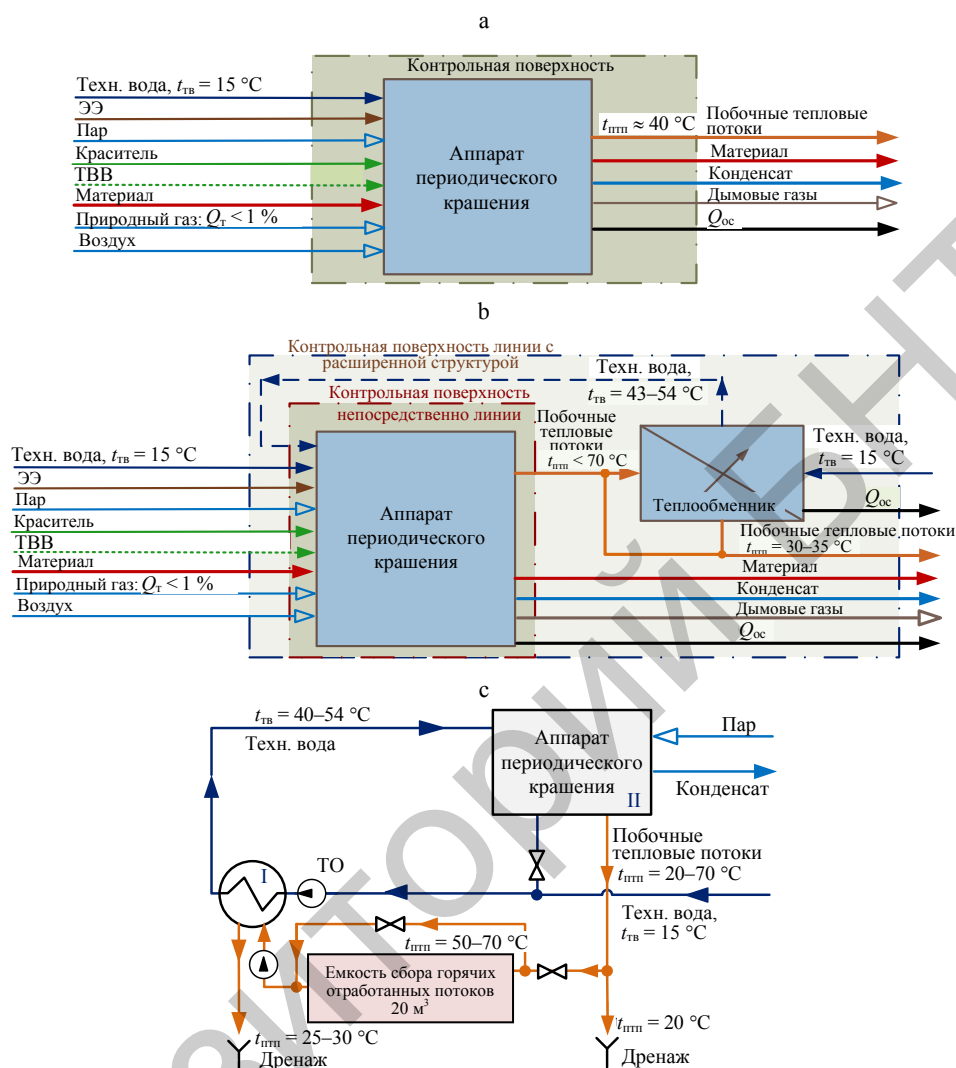 a
Контрольная поверхность
Техн. вода, tтв = 15 °С
ЭЭ
Пар
Краситель
ТВВ
Материал
Природный газ: Qт < 1 %
Воздух
Аппарат
периодического
крашения
tптп ≈ 40 °С
Побочные тепловые
потоки
Материал
Конденсат
Дымовые газы
Qос
b
Контрольная поверхность линии с
расширенной структурой
Техн. вода,
tтв = 43–54 °С
Контрольная поверхность
непосредственно линии
Побочные
тепловые
потоки
tптп < 70 °С
Техн. вода,
tтв = 15 °С
Теплообменник
Qос
Техн. вода, tтв = 15 °С
ЭЭ
Пар
Краситель
ТВВ
Материал
Природный газ: Qт < 1 %
Воздух
Аппарат
периодического
крашения
Побочные тепловые потоки
tптп = 30–35 °С
Материал
Конденсат
Дымовые газы
Qос
c
tтв = 40–54 °С
Техн. вода
Аппарат
периодического
крашения
II
Пар
Конденсат
Побочные
тепловые потоки
tптп = 20–70 °С
I
ТО
Техн. вода,
tтв = 15 °С
tптп = 50–70 °С
Емкость сбора горячих
отработанных потоков
20 м³
tптп = 25–30 °С
Дренаж
tптп = 20 °С
Дренаж